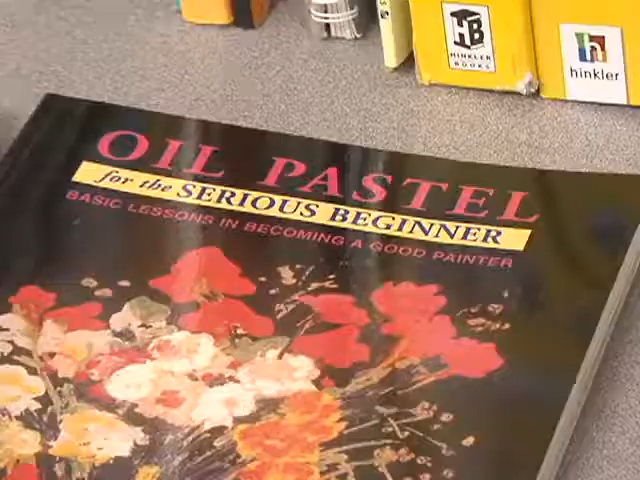 HB
HINKLER
BOOKS
h
hinkler
OIL PASTEL
for the SERIOUS BEGINNER
BASIC LESSONS IN BECOMING A GOOD PAINTER